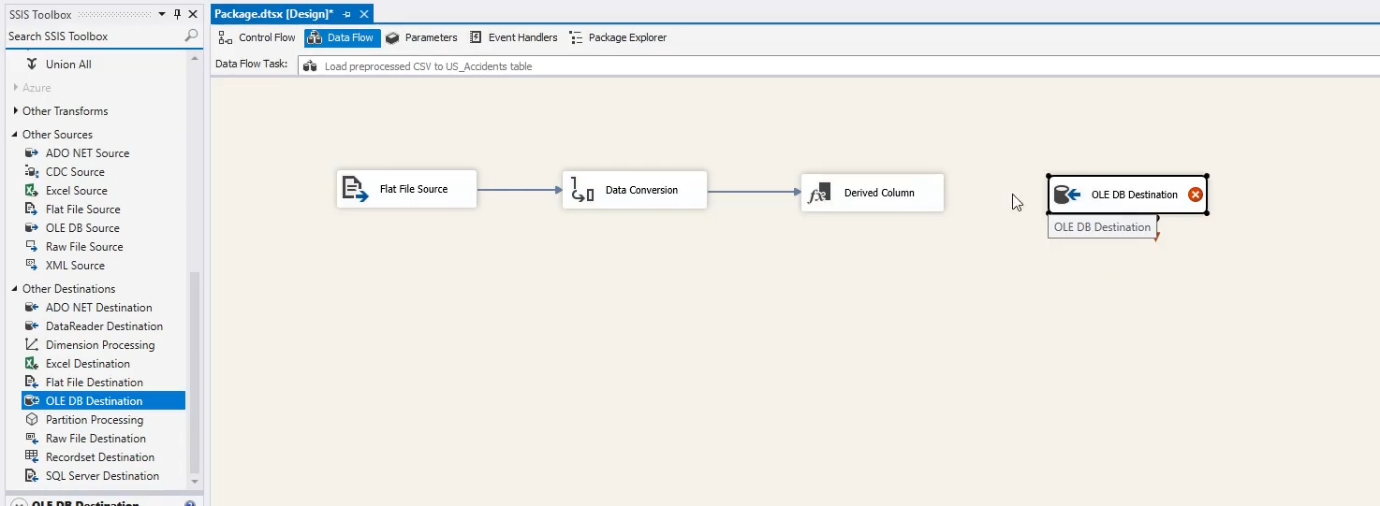 SSIS Toolbox
Search SSIS Toolbox
Union All
Azure
Other Transforms
Other Sources
ADO NET Source
CDC Source
Excel Source
Flat File Source
OLE DB Source
Raw File Source
XML Source
Other Destinations
ADO NET Destination
DataReader Destination
Dimension Processing
Excel Destination
Flat File Destination
OLE DB Destination
Partition Processing
Raw File Destination
Recordset Destination
SQL Server Destination
OLE DB Destination
Package.dtsx [Design]*
Control Flow Data Flow Parameters Event Handlers Package Explorer
Data Flow Task: Load preprocessed CSV to US_Accidents table
Flat File Source
Data Conversion
Derived Column
OLE DB Destination
OLE DB Destination